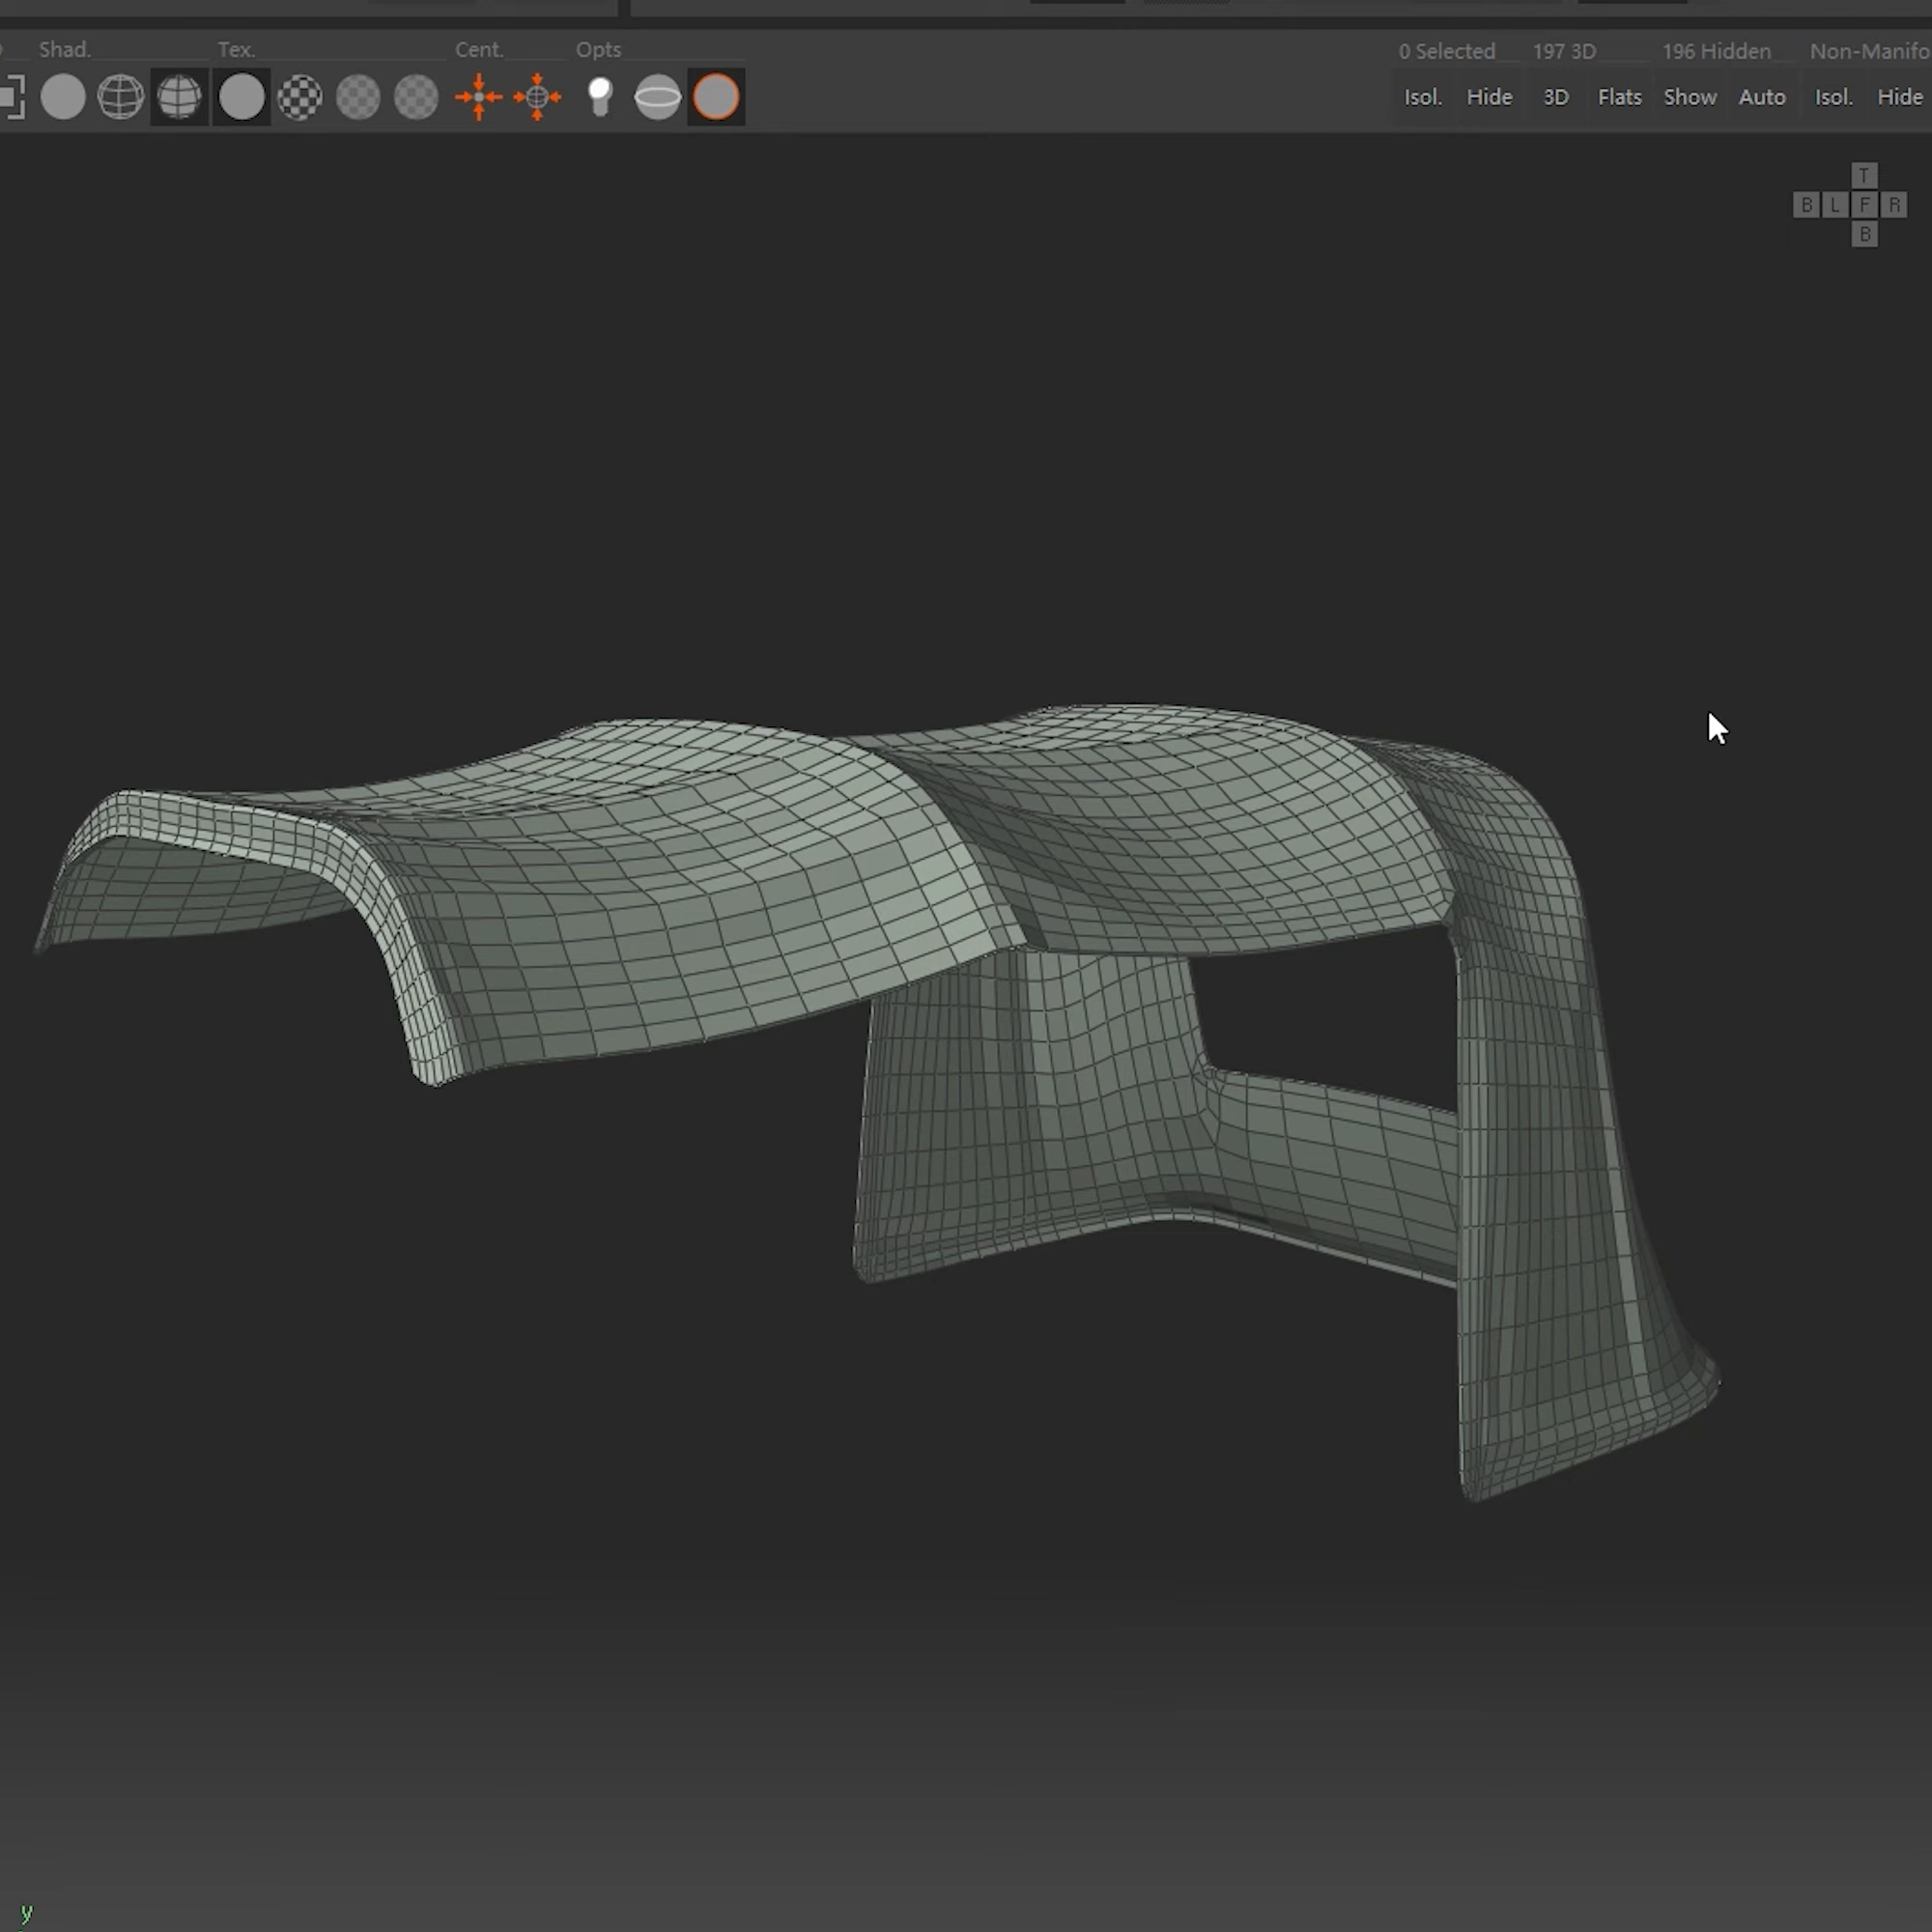 Shad. Tex. Cent. Opts 0 Selected 197 3D 196 Hidden Non-Manifo
Isol. Hide 3D Flats Show Auto Isol. Hide
T
B L F R
B
y